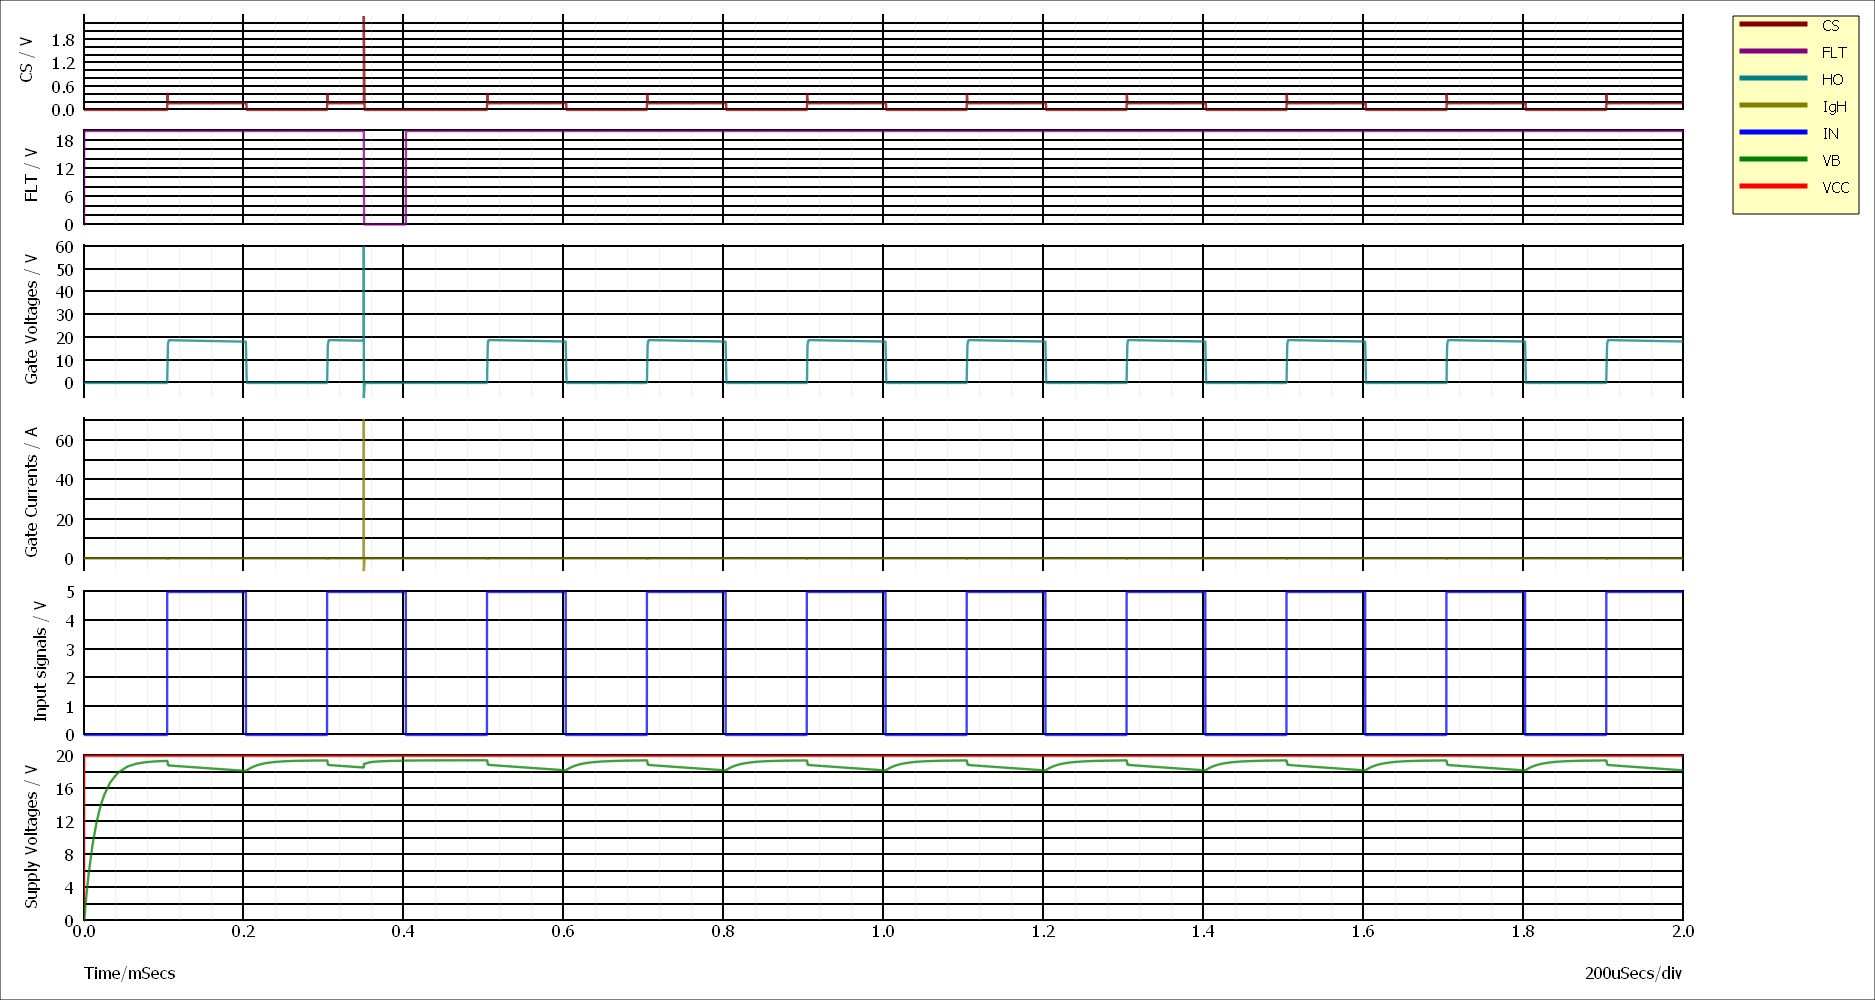 CS / V
1.8
1.2
0.6
0.0
FLT / V
18
12
6
0
Gate Voltages / V
60
50
40
30
20
10
0
Gate Currents / A
60
40
20
0
Input signals / V
5
4
3
2
1
0
Supply Voltages / V
20
16
12
8
4
0
0.0 0.2 0.4 0.6 0.8 1.0 1.2 1.4 1.6 1.8 2.0
Time/mSecs 200uSecs/div
CS
FLT
HO
IgH
IN
VB
VCC